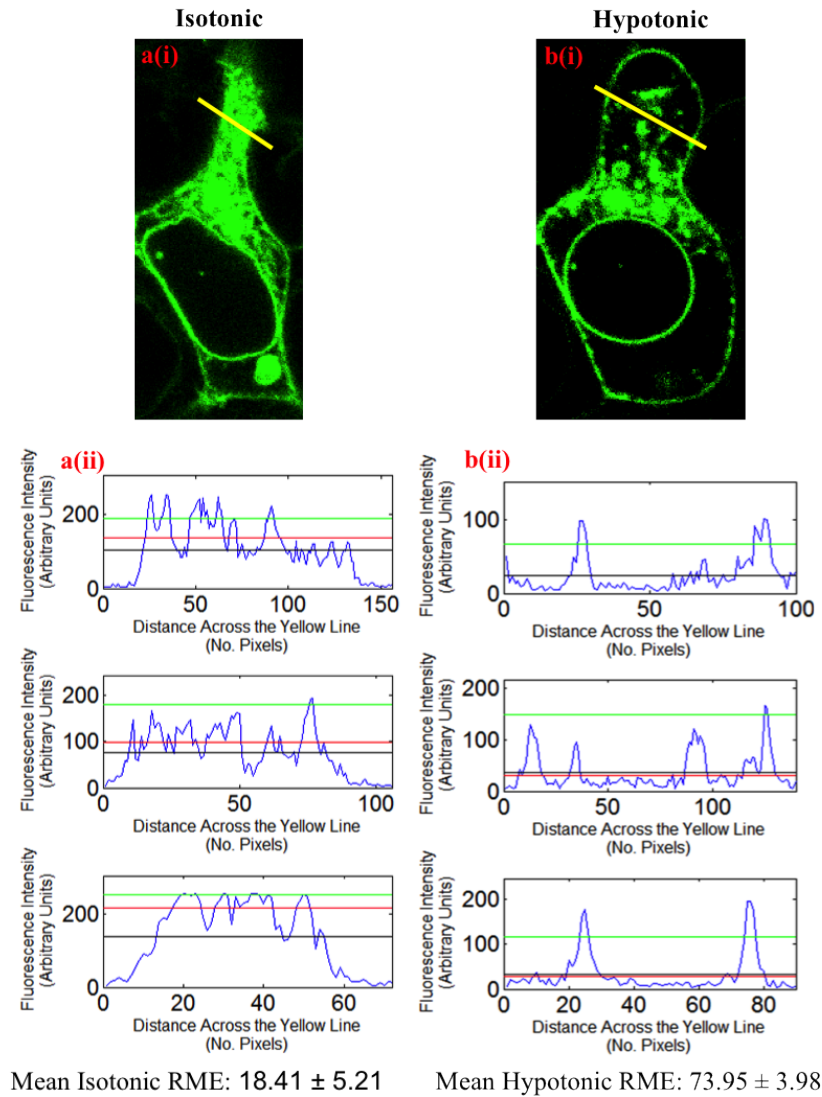 Isotonic
Hypotonic
a(i)
b(i)
a(ii)
Fluorescence Intensity
(Arbitrary Units)
200
0
0
50
100
150
Distance Across the Yellow Line
(No. Pixels)
b(ii)
Fluorescence Intensity
(Arbitrary Units)
100
0
0
50
100
Distance Across the Yellow Line
(No. Pixels)
Fluorescence Intensity
(Arbitrary Units)
200
100
0
0
50
100
Distance Across the Yellow Line
(No. Pixels)
Fluorescence Intensity
(Arbitrary Units)
200
100
0
0
50
100
Distance Across the Yellow Line
(No. Pixels)
Fluorescence Intensity
(Arbitrary Units)
200
0
0
20
40
60
Distance Across the Yellow Line
(No. Pixels)
Fluorescence Intensity
(Arbitrary Units)
200
100
0
0
20
40
60
80
Distance Across the Yellow Line
(No. Pixels)
Mean Isotonic RME: 18.41 ± 5.21
Mean Hypotonic RME: 73.95 ± 3.98